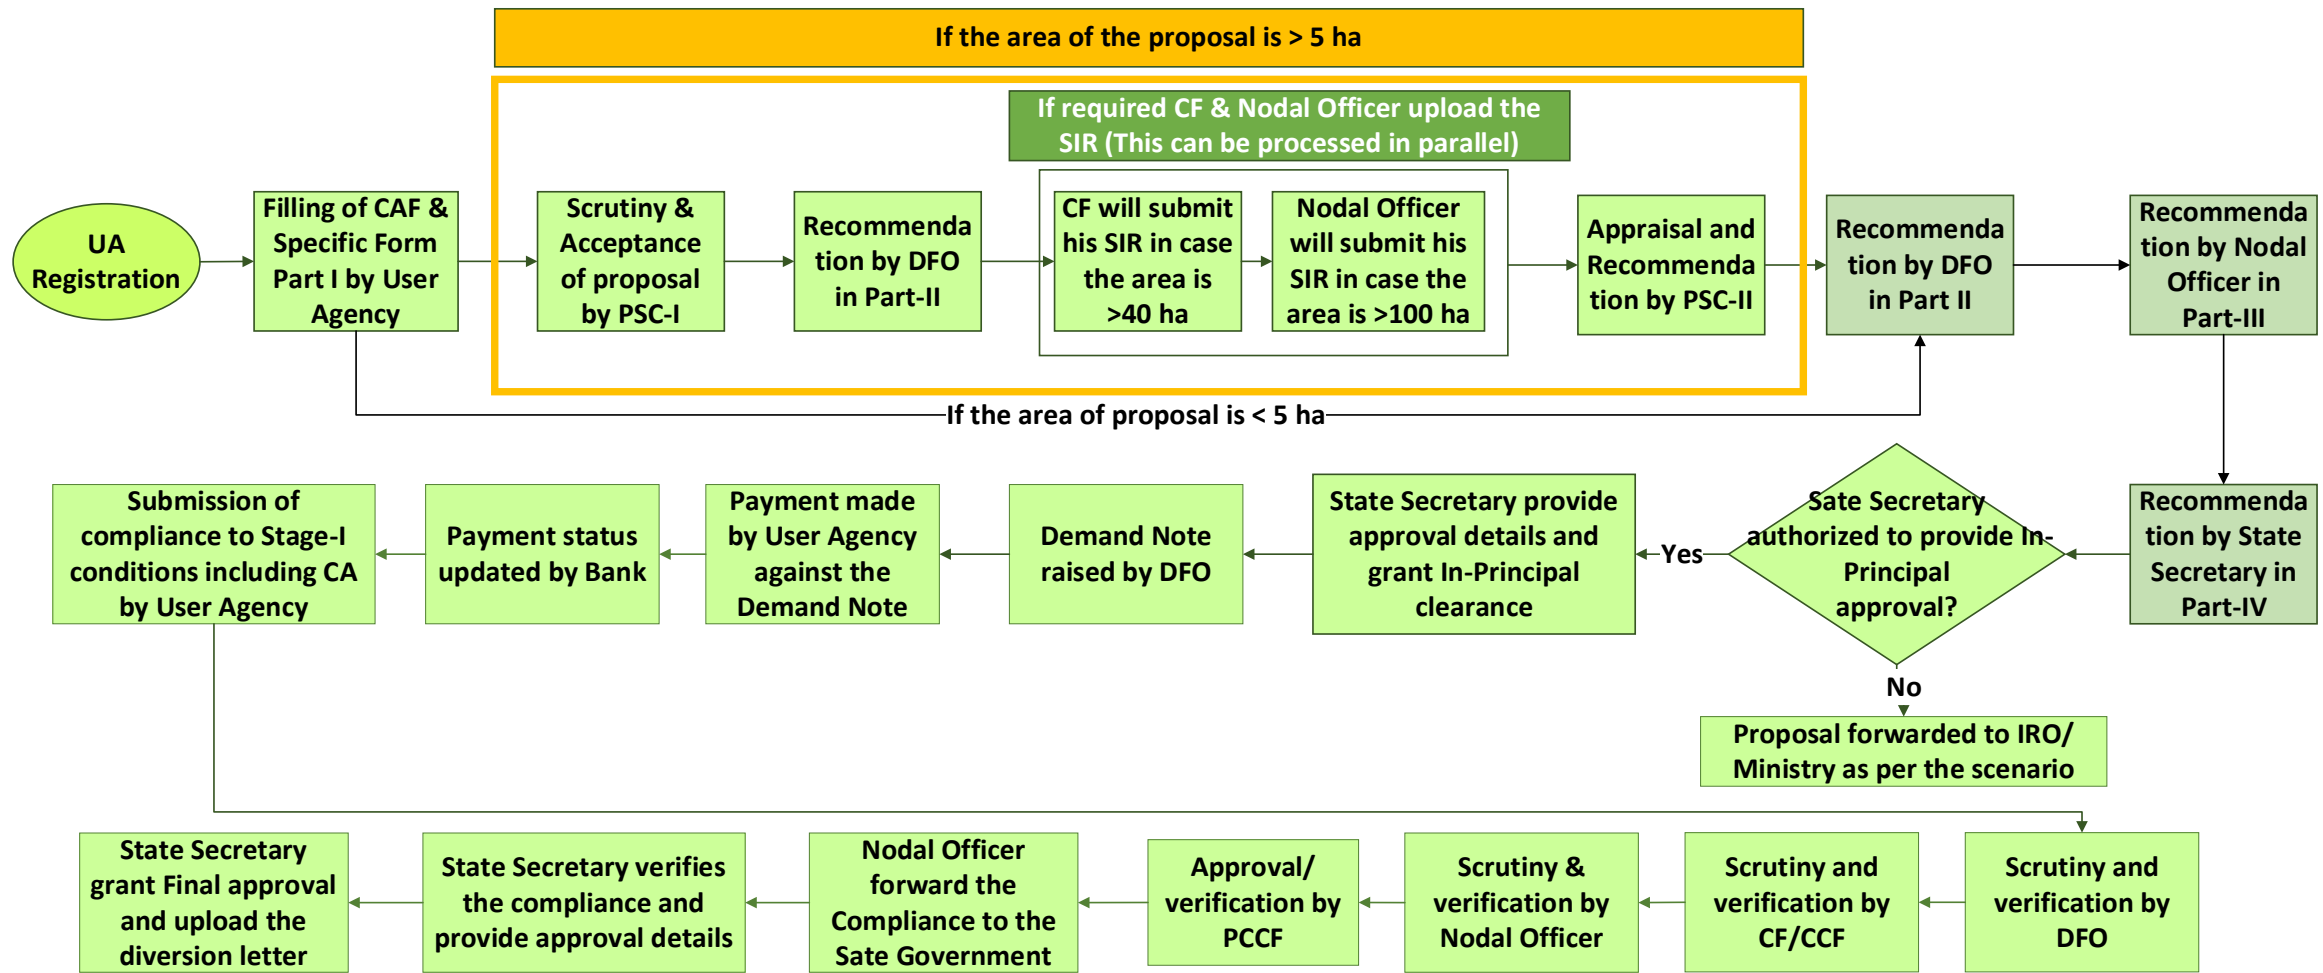 If the area of the proposal is > 5 ha
If required CF & Nodal Officer upload the
SIR (This can be processed in parallel)
UA
Registration
Filling of CAF &
Specific Form
Part I by User
Agency
Scrutiny &
Acceptance
of proposal
by PSC-I
Recommenda
tion by DFO
in Part-II
CF will submit
his SIR in case
the area is
>40 ha
Nodal Officer
will submit his
SIR in case the
area is >100 ha
Appraisal and
Recommenda
tion by PSC-II
Recommenda
tion by DFO
in Part II
Recommenda
tion by Nodal
Officer in
Part-III
If the area of proposal is < 5 ha
Recommenda
tion by State
Secretary in
Part-IV
Sate Secretary
authorized to provide In-
Principal
approval?
Yes
No
Proposal forwarded to IRO/
Ministry as per the scenario
State Secretary provide
approval details and
grant In-Principal
clearance
Demand Note
raised by DFO
Payment made
by User Agency
against the
Demand Note
Payment status
updated by Bank
Submission of
compliance to Stage-I
conditions including CA
by User Agency
Scrutiny and
verification by
DFO
Scrutiny and
verification by
CF/CCF
Scrutiny &
verification by
Nodal Officer
Approval/
verification by
PCCF
Nodal Officer
forward the
Compliance to the
Sate Government
State Secretary verifies
the compliance and
provide approval details
State Secretary
grant Final approval
and upload the
diversion letter